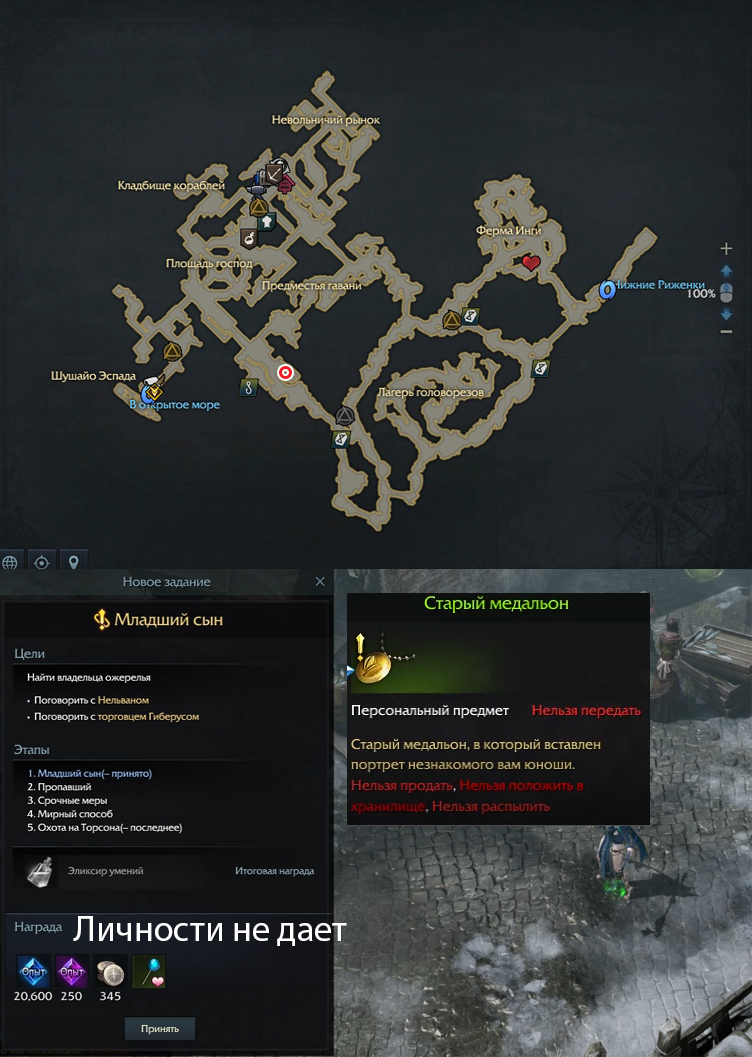 Невольничий рынок
Кладбище кораблей
Ферма Инги
Площадь господ
Предместья гавани
Нижние Риженки
100%
Шушайо Эспада
Лагерь головорезов
В открытое море
Новое задание
Младший сын
Цели
Найти владельца ожерелья
• Поговорить с Нельваном
• Поговорить с торговцем Гиберусом
Этапы
1. Младший сын(– принято)
2. Пропавший
3. Срочные меры
4. Мирный способ
5. Охота на Торсона(– последнее)
Эликсир умений Итоговая награда
Награда
Личности не дает
Опыт Опыт
20,600 250 345
Принять
Старый медальон
Персональный предмет Нельзя передать
Старый медальон, в который вставлен
портрет незнакомого вам юноши.
Нельзя продать, Нельзя положить в
хранилище, Нельзя распылить